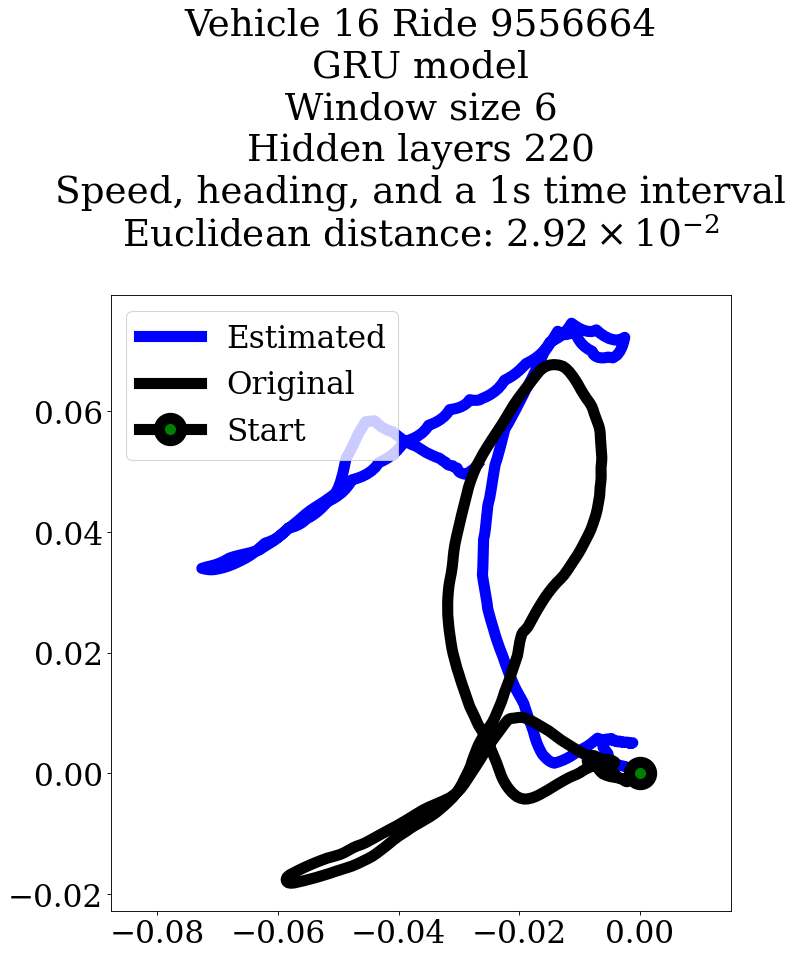 Vehicle 16 Ride 9556664
GRU model
Window size 6
Hidden layers 220
Speed, heading, and a 1s time interval
Euclidean distance: 2.92 × 10⁻²
Estimated
Original
Start
0.06
0.04
0.02
0.00
−0.02
−0.08 −0.06 −0.04 −0.02 0.00